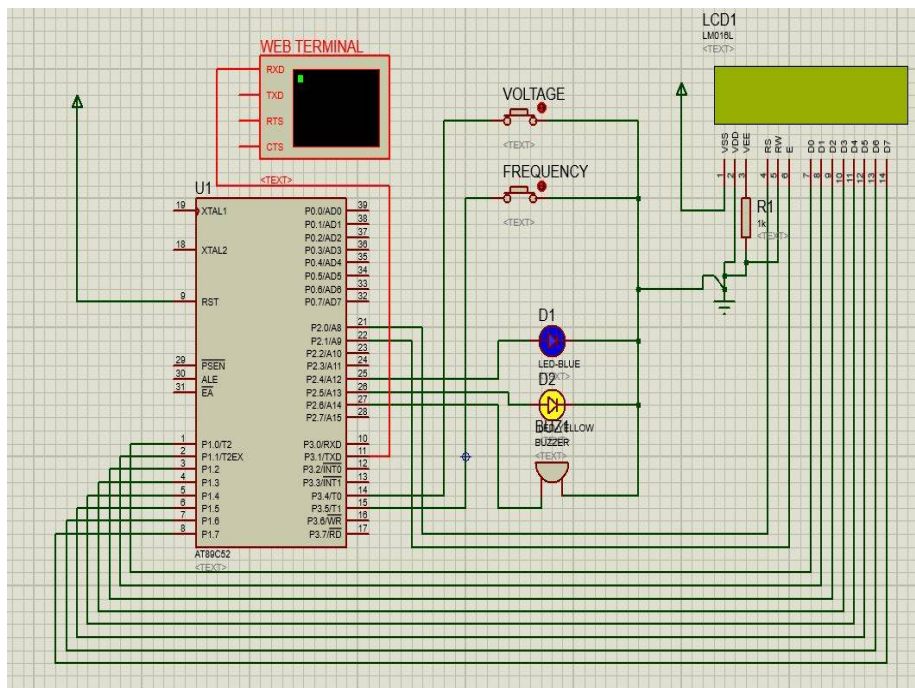 LCD1
LM016L
<TEXT>
WEB TERMINAL
RXD
TXD
RTS
CTS
<TEXT>
VOLTAGE
<TEXT>
FREQUENCY
<TEXT>
VSS
VDD
VEE
RS
RW
E
D0
D1
D2
D3
D4
D5
D6
D7
1
2
3
4
5
6
7
8
9
10
11
12
13
14
R1
1k
<TEXT>
U1
19 XTAL1
18 XTAL2
9 RST
29 PSEN
30 ALE
31 EA
1 P1.0/T2
2 P1.1/T2EX
3 P1.2
4 P1.3
5 P1.4
6 P1.5
7 P1.6
8 P1.7
P0.0/AD0 39
P0.1/AD1 38
P0.2/AD2 37
P0.3/AD3 36
P0.4/AD4 35
P0.5/AD5 34
P0.6/AD6 33
P0.7/AD7 32
P2.0/A8 21
P2.1/A9 22
P2.2/A10 23
P2.3/A11 24
P2.4/A12 25
P2.5/A13 26
P2.6/A14 27
P2.7/A15 28
P3.0/RXD 10
P3.1/TXD 11
P3.2/INT0 12
P3.3/INT1 13
P3.4/T0 14
P3.5/T1 15
P3.6/WR 16
P3.7/RD 17
AT89C52
<TEXT>
D1
LED-BLUE
<TEXT>
D2
BUZ1
LED-YELLOW
BUZZER
<TEXT>